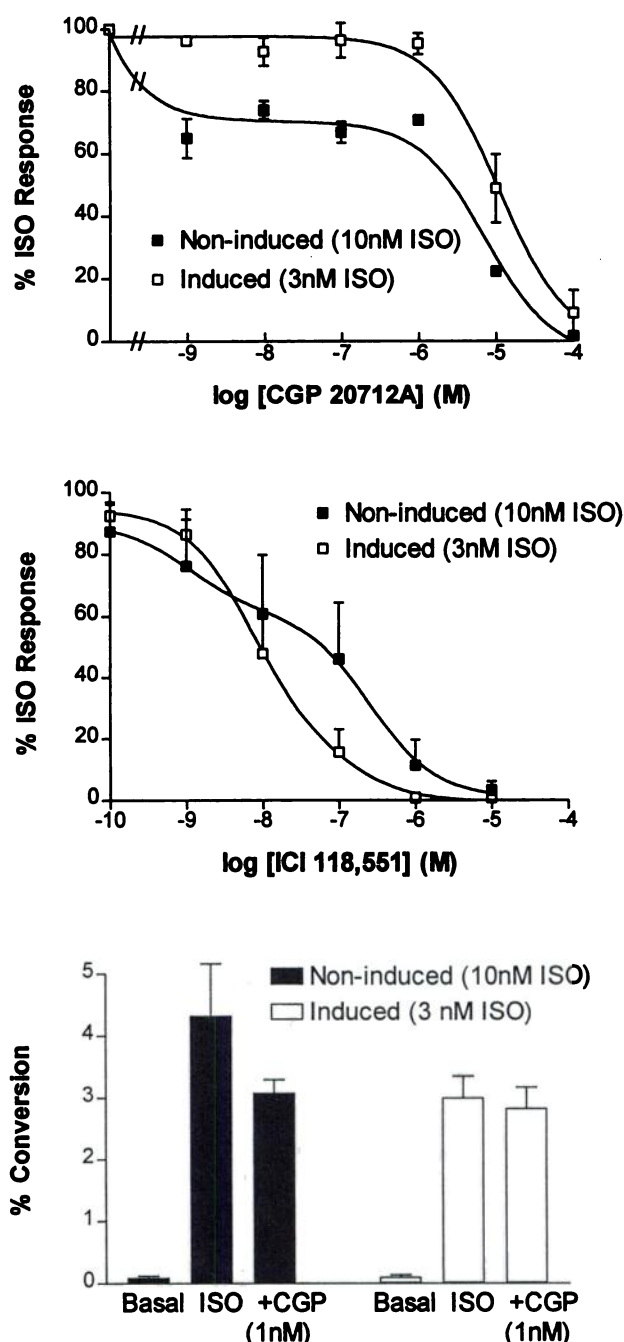 % ISO Response
100
80
60
40
20
0
Non-induced (10nM ISO)
Induced (3nM ISO)
-9 -8 -7 -6 -5 -4
log [CGP 20712A] (M)
% ISO Response
100
80
60
40
20
0
Non-induced (10nM ISO)
Induced (3nM ISO)
-10 -9 -8 -7 -6 -5 -4
log [ICI 118,551] (M)
% Conversion
5
4
3
2
1
0
Non-induced (10nM ISO)
Induced (3 nM ISO)
Basal ISO +CGP Basal ISO +CGP
(1nM) (1nM)